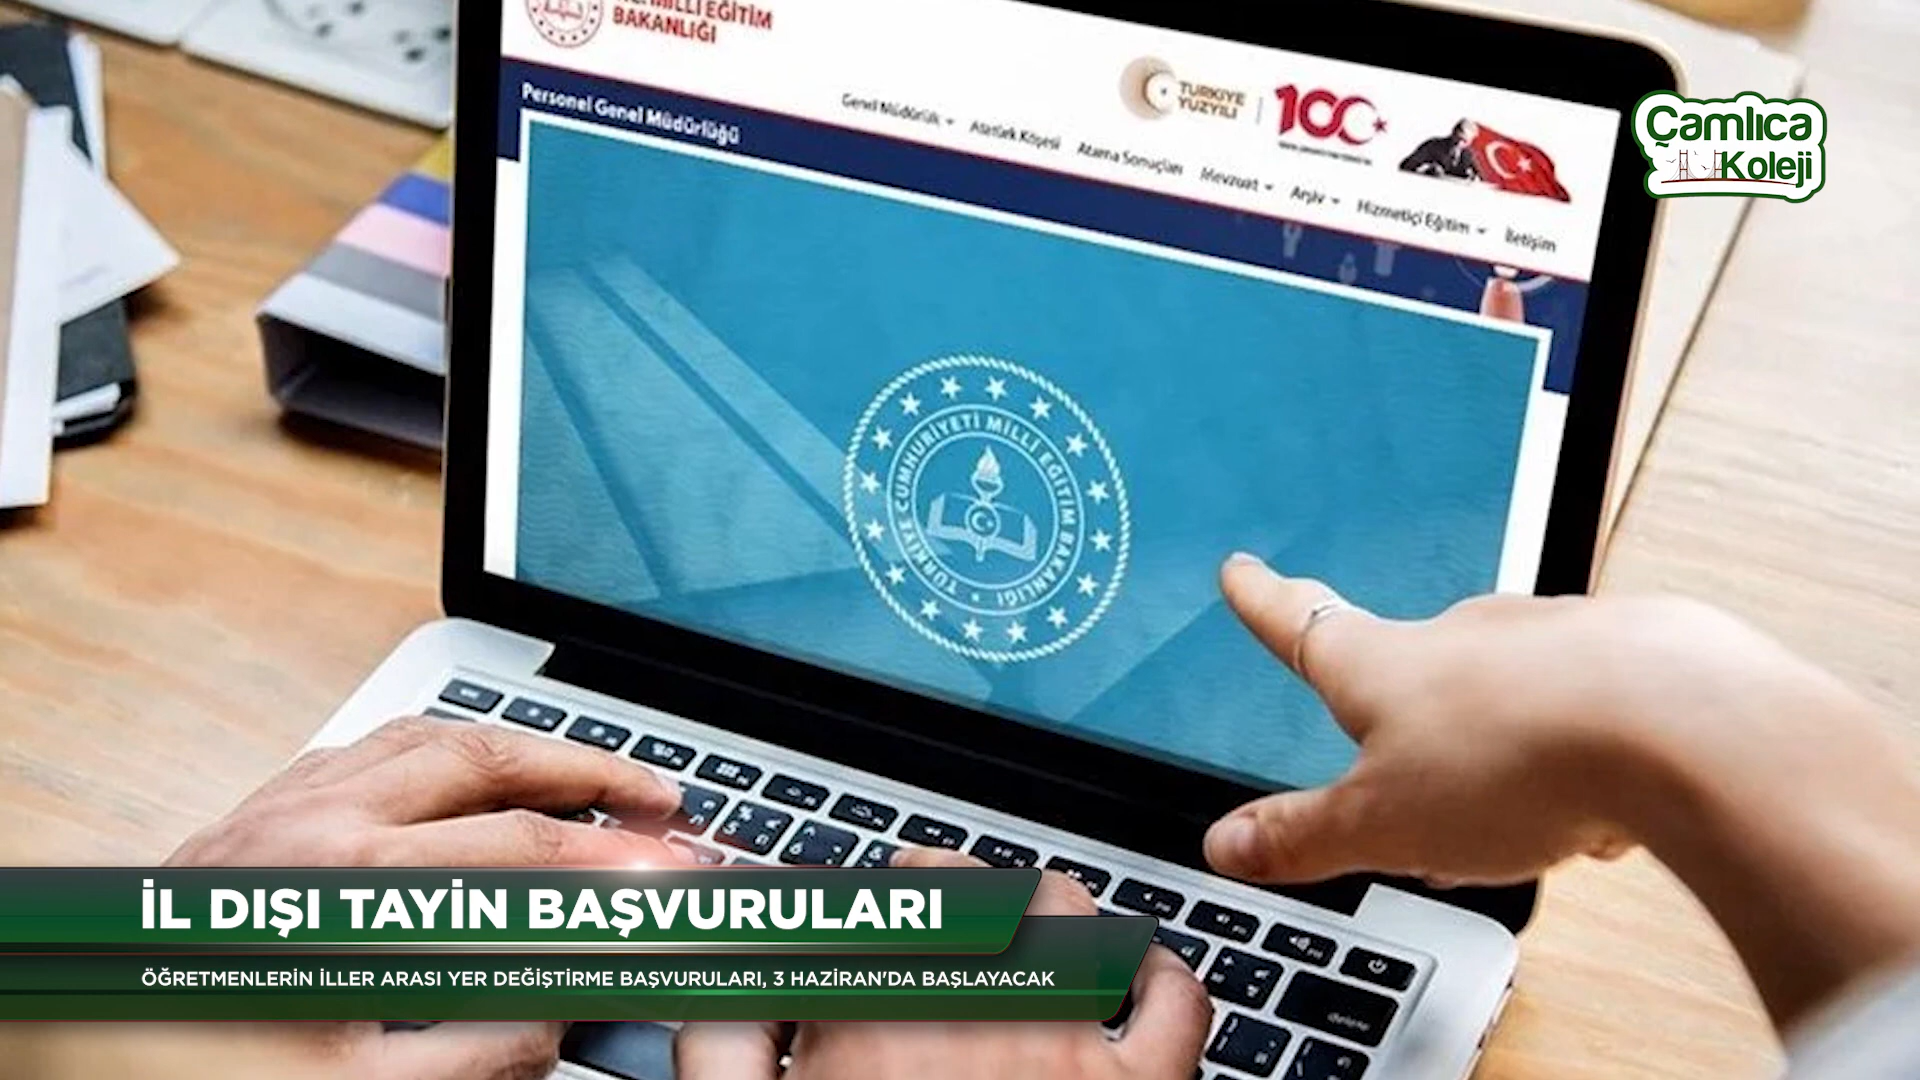 MİLLİ EĞİTİM
BAKANLIĞI
TÜRKİYE
YÜZYILI
100
Personel Genel Müdürlüğü
Genel Müdürlük
Atatürk Köşesi
Atama Sonuçları
Mevzuat
Arşiv
Hizmetiçi Eğitim
İletişim
Çamlıca
Koleji
TÜRKİYE CUMHURİYETİ MİLLİ EĞİTİM BAKANLIĞI
delete
İL DIŞI TAYİN BAŞVURULARI
ÖĞRETMENLERİN İLLER ARASI YER DEĞİŞTİRME BAŞVURULARI, 3 HAZİRAN'DA BAŞLAYACAK